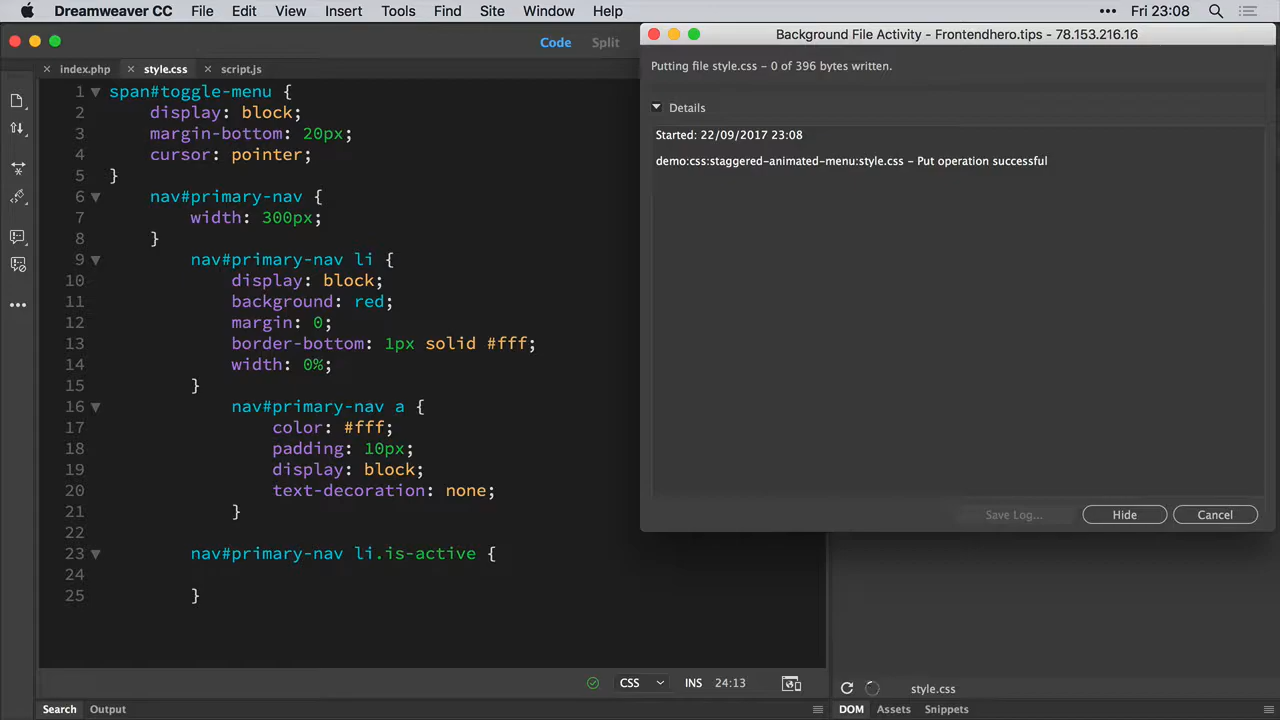 Dreamweaver CC File Edit View Insert Tools Find Site Window Help ••• Fri 23:08
Code Split
Background File Activity - Frontendhero.tips - 78.153.216.16
× index.php × style.css × script.js
Putting file style.css – 0 of 396 bytes written.
Details
Started: 22/09/2017 23:08
demo:css:staggered-animated-menu:style.css – Put operation successful
Save Log... Hide Cancel
1 span#toggle-menu {
2 display: block;
3 margin-bottom: 20px;
4 cursor: pointer;
5 }
6 nav#primary-nav {
7 width: 300px;
8 }
9 nav#primary-nav li {
10 display: block;
11 background: red;
12 margin: 0;
13 border-bottom: 1px solid #fff;
14 width: 0%;
15 }
16 nav#primary-nav a {
17 color: #fff;
18 padding: 10px;
19 display: block;
20 text-decoration: none;
21 }
22
23 nav#primary-nav li.is-active {
24
25 }
CSS INS 24:13
style.css
Search Output
DOM Assets Snippets